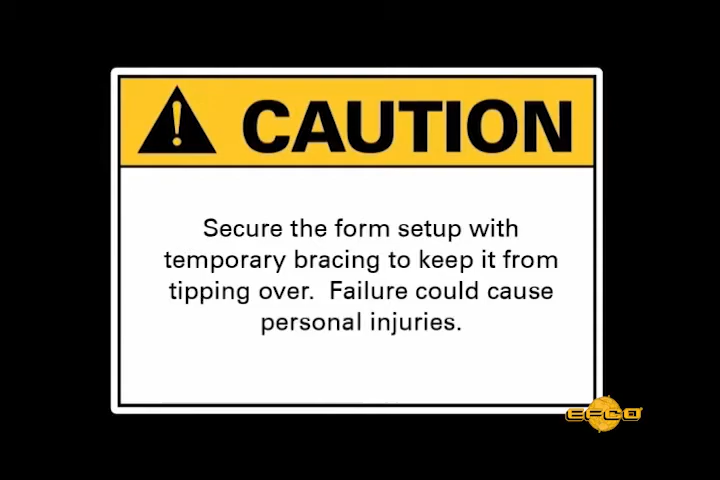 CAUTION
Secure the form setup with
temporary bracing to keep it from
tipping over.  Failure could cause
personal injuries.
EFCO